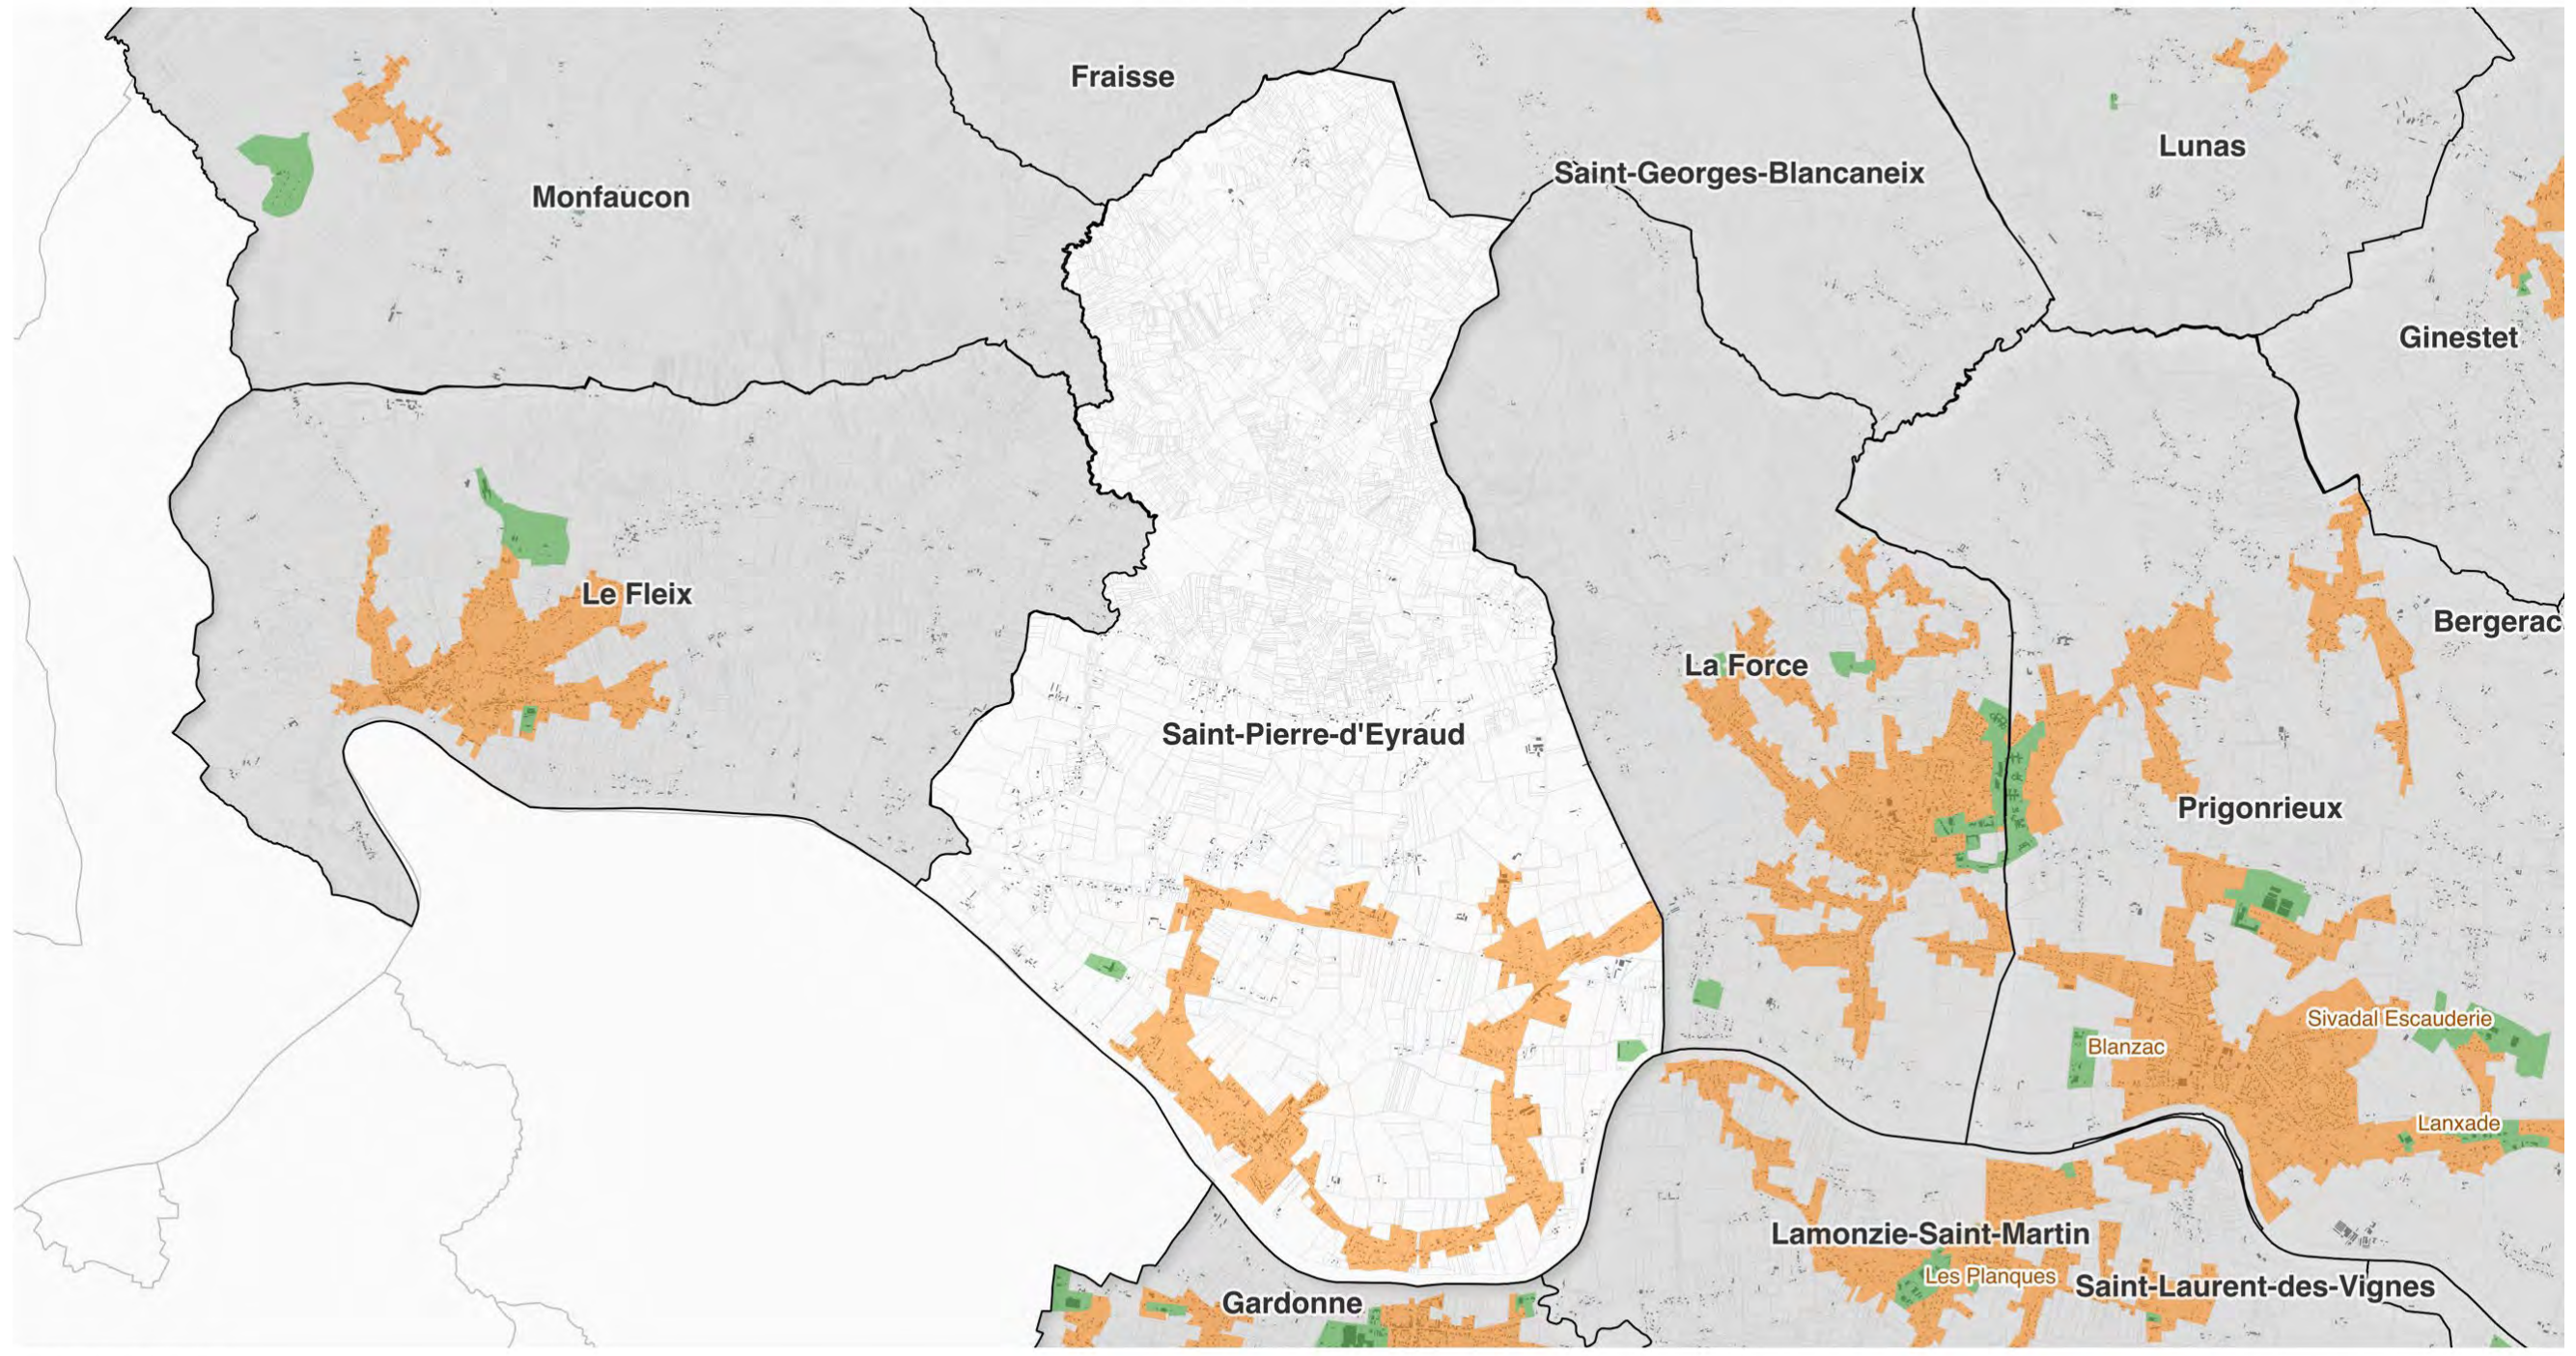 Fraisse
Lunas
Saint-Georges-Blancaneix
Monfaucon
Ginestet
Le Fleix
Bergerac
La Force
Saint-Pierre-d'Eyraud
Prigonrieux
Sivadal Escauderie
Blanzac
Lanxade
Lamonzie-Saint-Martin
Les Planques
Saint-Laurent-des-Vignes
Gardonne